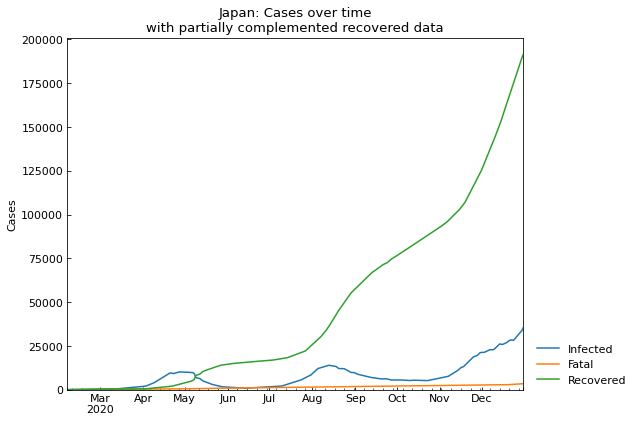 Japan: Cases over time
with partially complemented recovered data
200000
175000
150000
125000
100000
75000
50000
25000
0
Cases
Mar Apr May Jun Jul Aug Sep Oct Nov Dec
2020
Infected
Fatal
Recovered